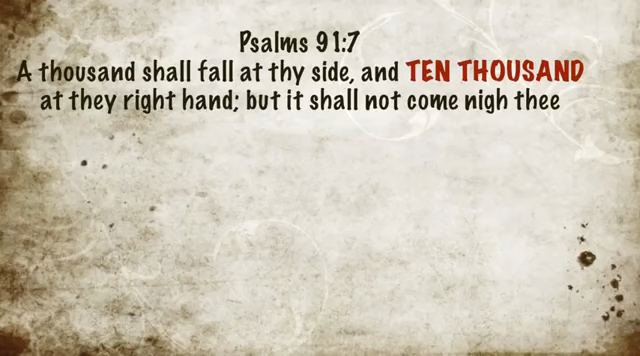 Psalms 91:7
A thousand shall fall at thy side, and TEN THOUSAND
at they right hand; but it shall not come nigh thee